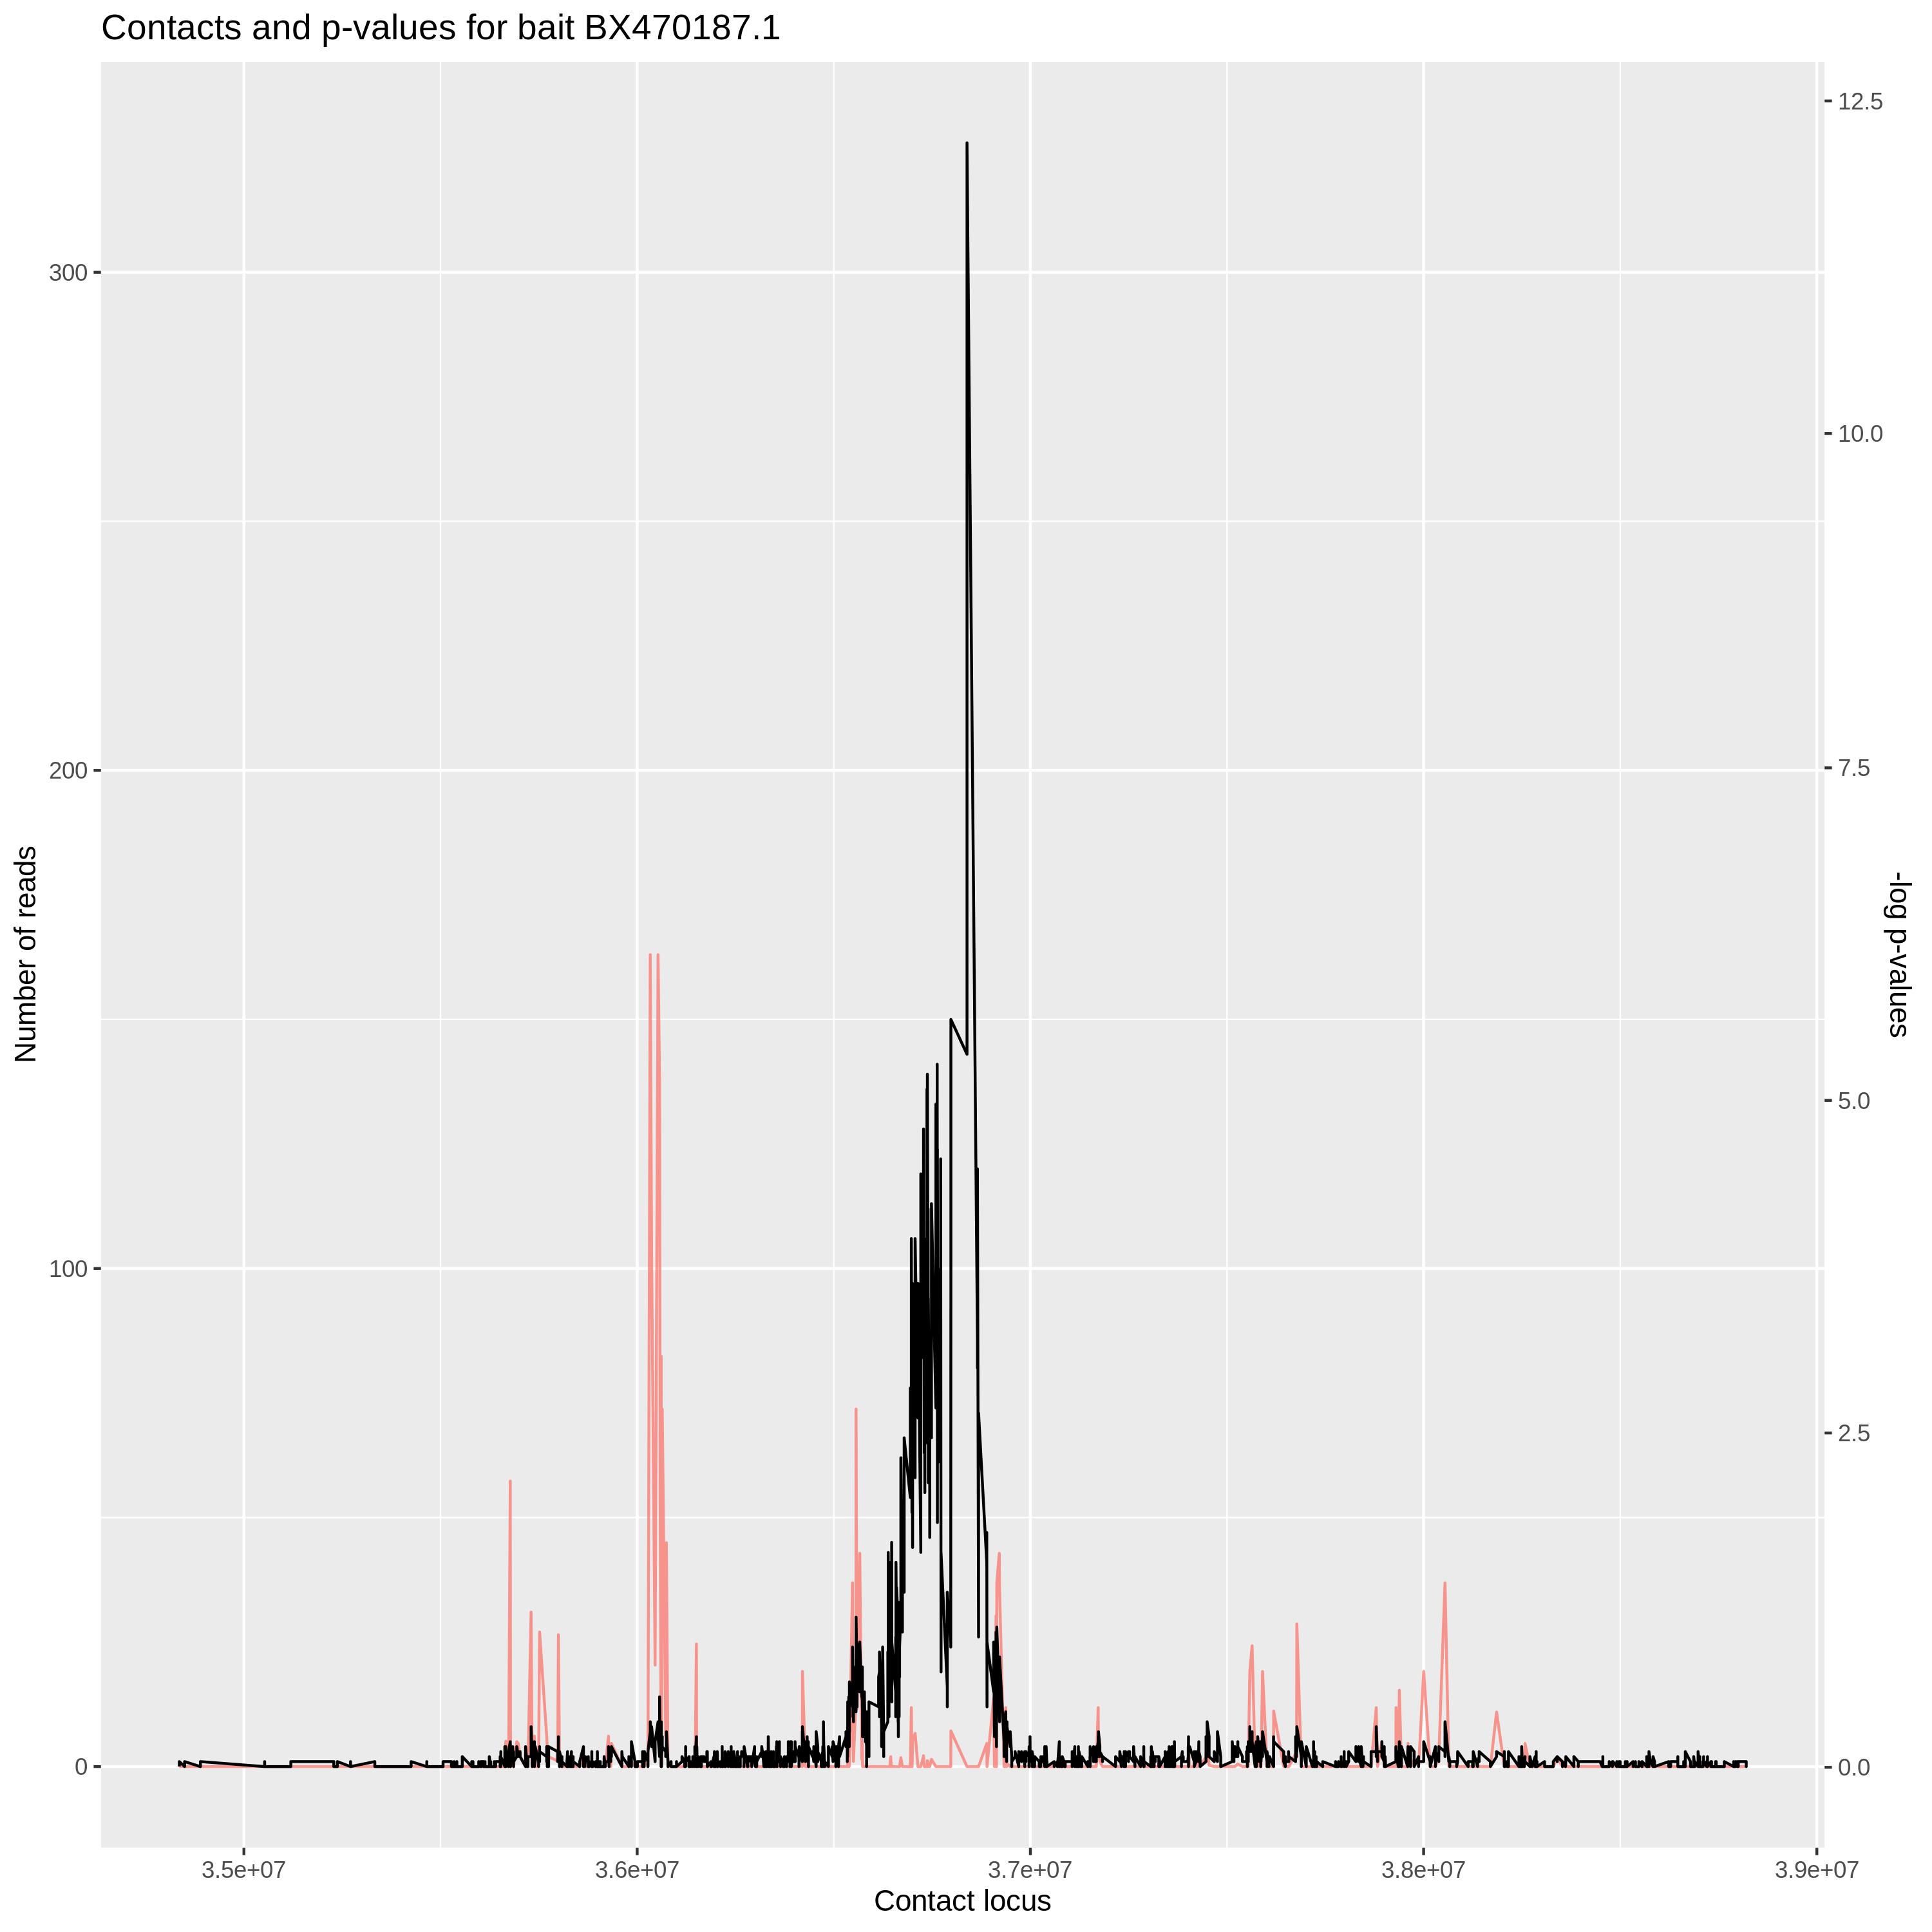 Contacts and p-values for bait BX470187.1
12.5
300
10.0
200
7.5
Number of reads
-log p-values
5.0
100
2.5
0
0.0
3.5e+07
3.6e+07
3.7e+07
3.8e+07
3.9e+07
Contact locus